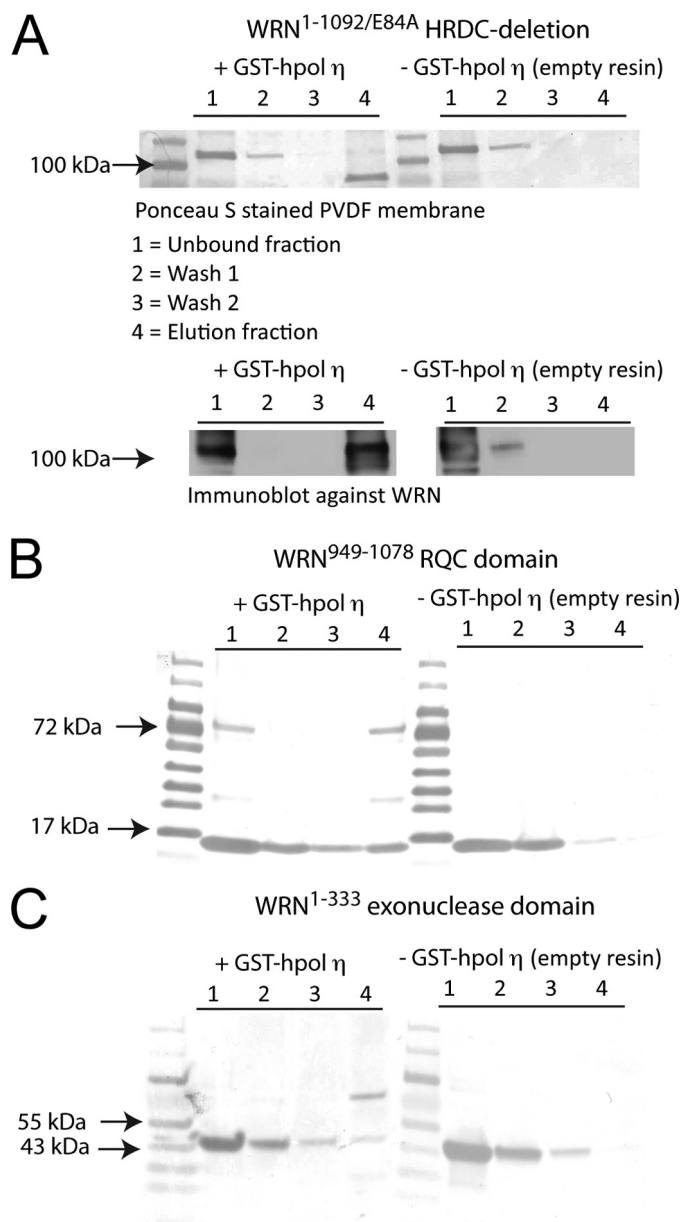 A
WRN1-1092/E84A HRDC-deletion
+ GST-hpol η - GST-hpol η (empty resin)
1 2 3 4 1 2 3 4
100 kDa
Ponceau S stained PVDF membrane
1 = Unbound fraction
2 = Wash 1
3 = Wash 2
4 = Elution fraction
+ GST-hpol η - GST-hpol η (empty resin)
1 2 3 4 1 2 3 4
100 kDa
Immunoblot against WRN
B
WRN949-1078 RQC domain
+ GST-hpol η - GST-hpol η (empty resin)
1 2 3 4 1 2 3 4
72 kDa
17 kDa
C
WRN1-333 exonuclease domain
+ GST-hpol η - GST-hpol η (empty resin)
1 2 3 4 1 2 3 4
55 kDa
43 kDa